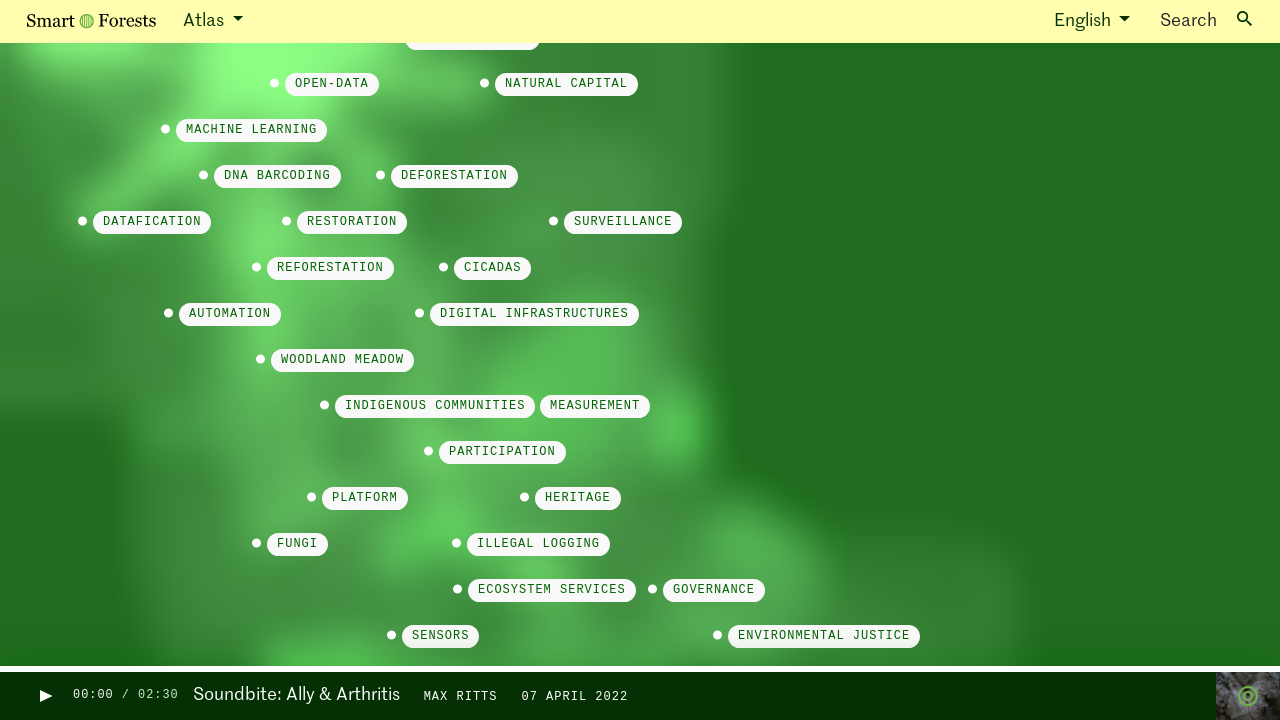 Smart Forests Atlas English Search
OPEN-DATA NATURAL CAPITAL
MACHINE LEARNING
DNA BARCODING DEFORESTATION
DATAFICATION RESTORATION SURVEILLANCE
REFORESTATION CICADAS
AUTOMATION DIGITAL INFRASTRUCTURES
WOODLAND MEADOW
INDIGENOUS COMMUNITIES MEASUREMENT
PARTICIPATION
PLATFORM HERITAGE
FUNGI ILLEGAL LOGGING
ECOSYSTEM SERVICES GOVERNANCE
SENSORS ENVIRONMENTAL JUSTICE
00:00 / 02:30 Soundbite: Ally & Arthritis MAX RITTS 07 APRIL 2022